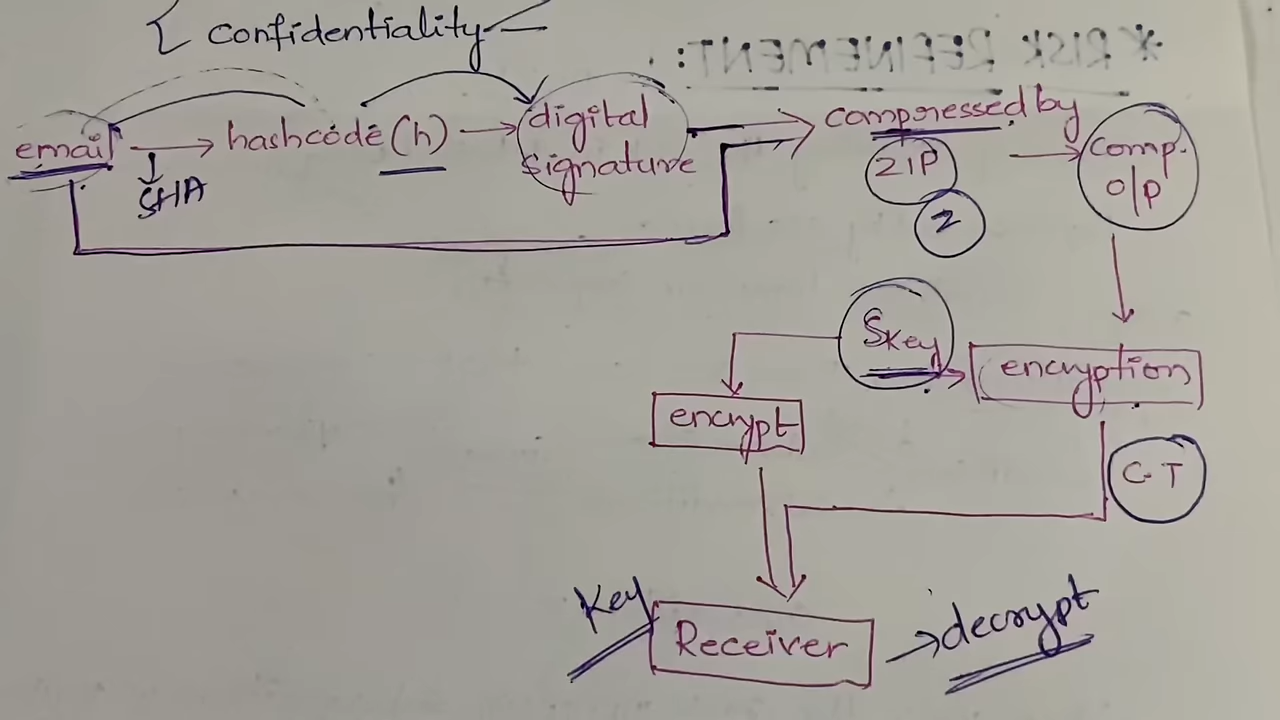 confidentiality
* RISK REFINEMENT:
email → hashcode (h) → digital signature
SHA
compressed by
ZIP
Z
comp. O/P
Skey
encryption
encrypt
C-T
Key
Receiver
→ decrypt